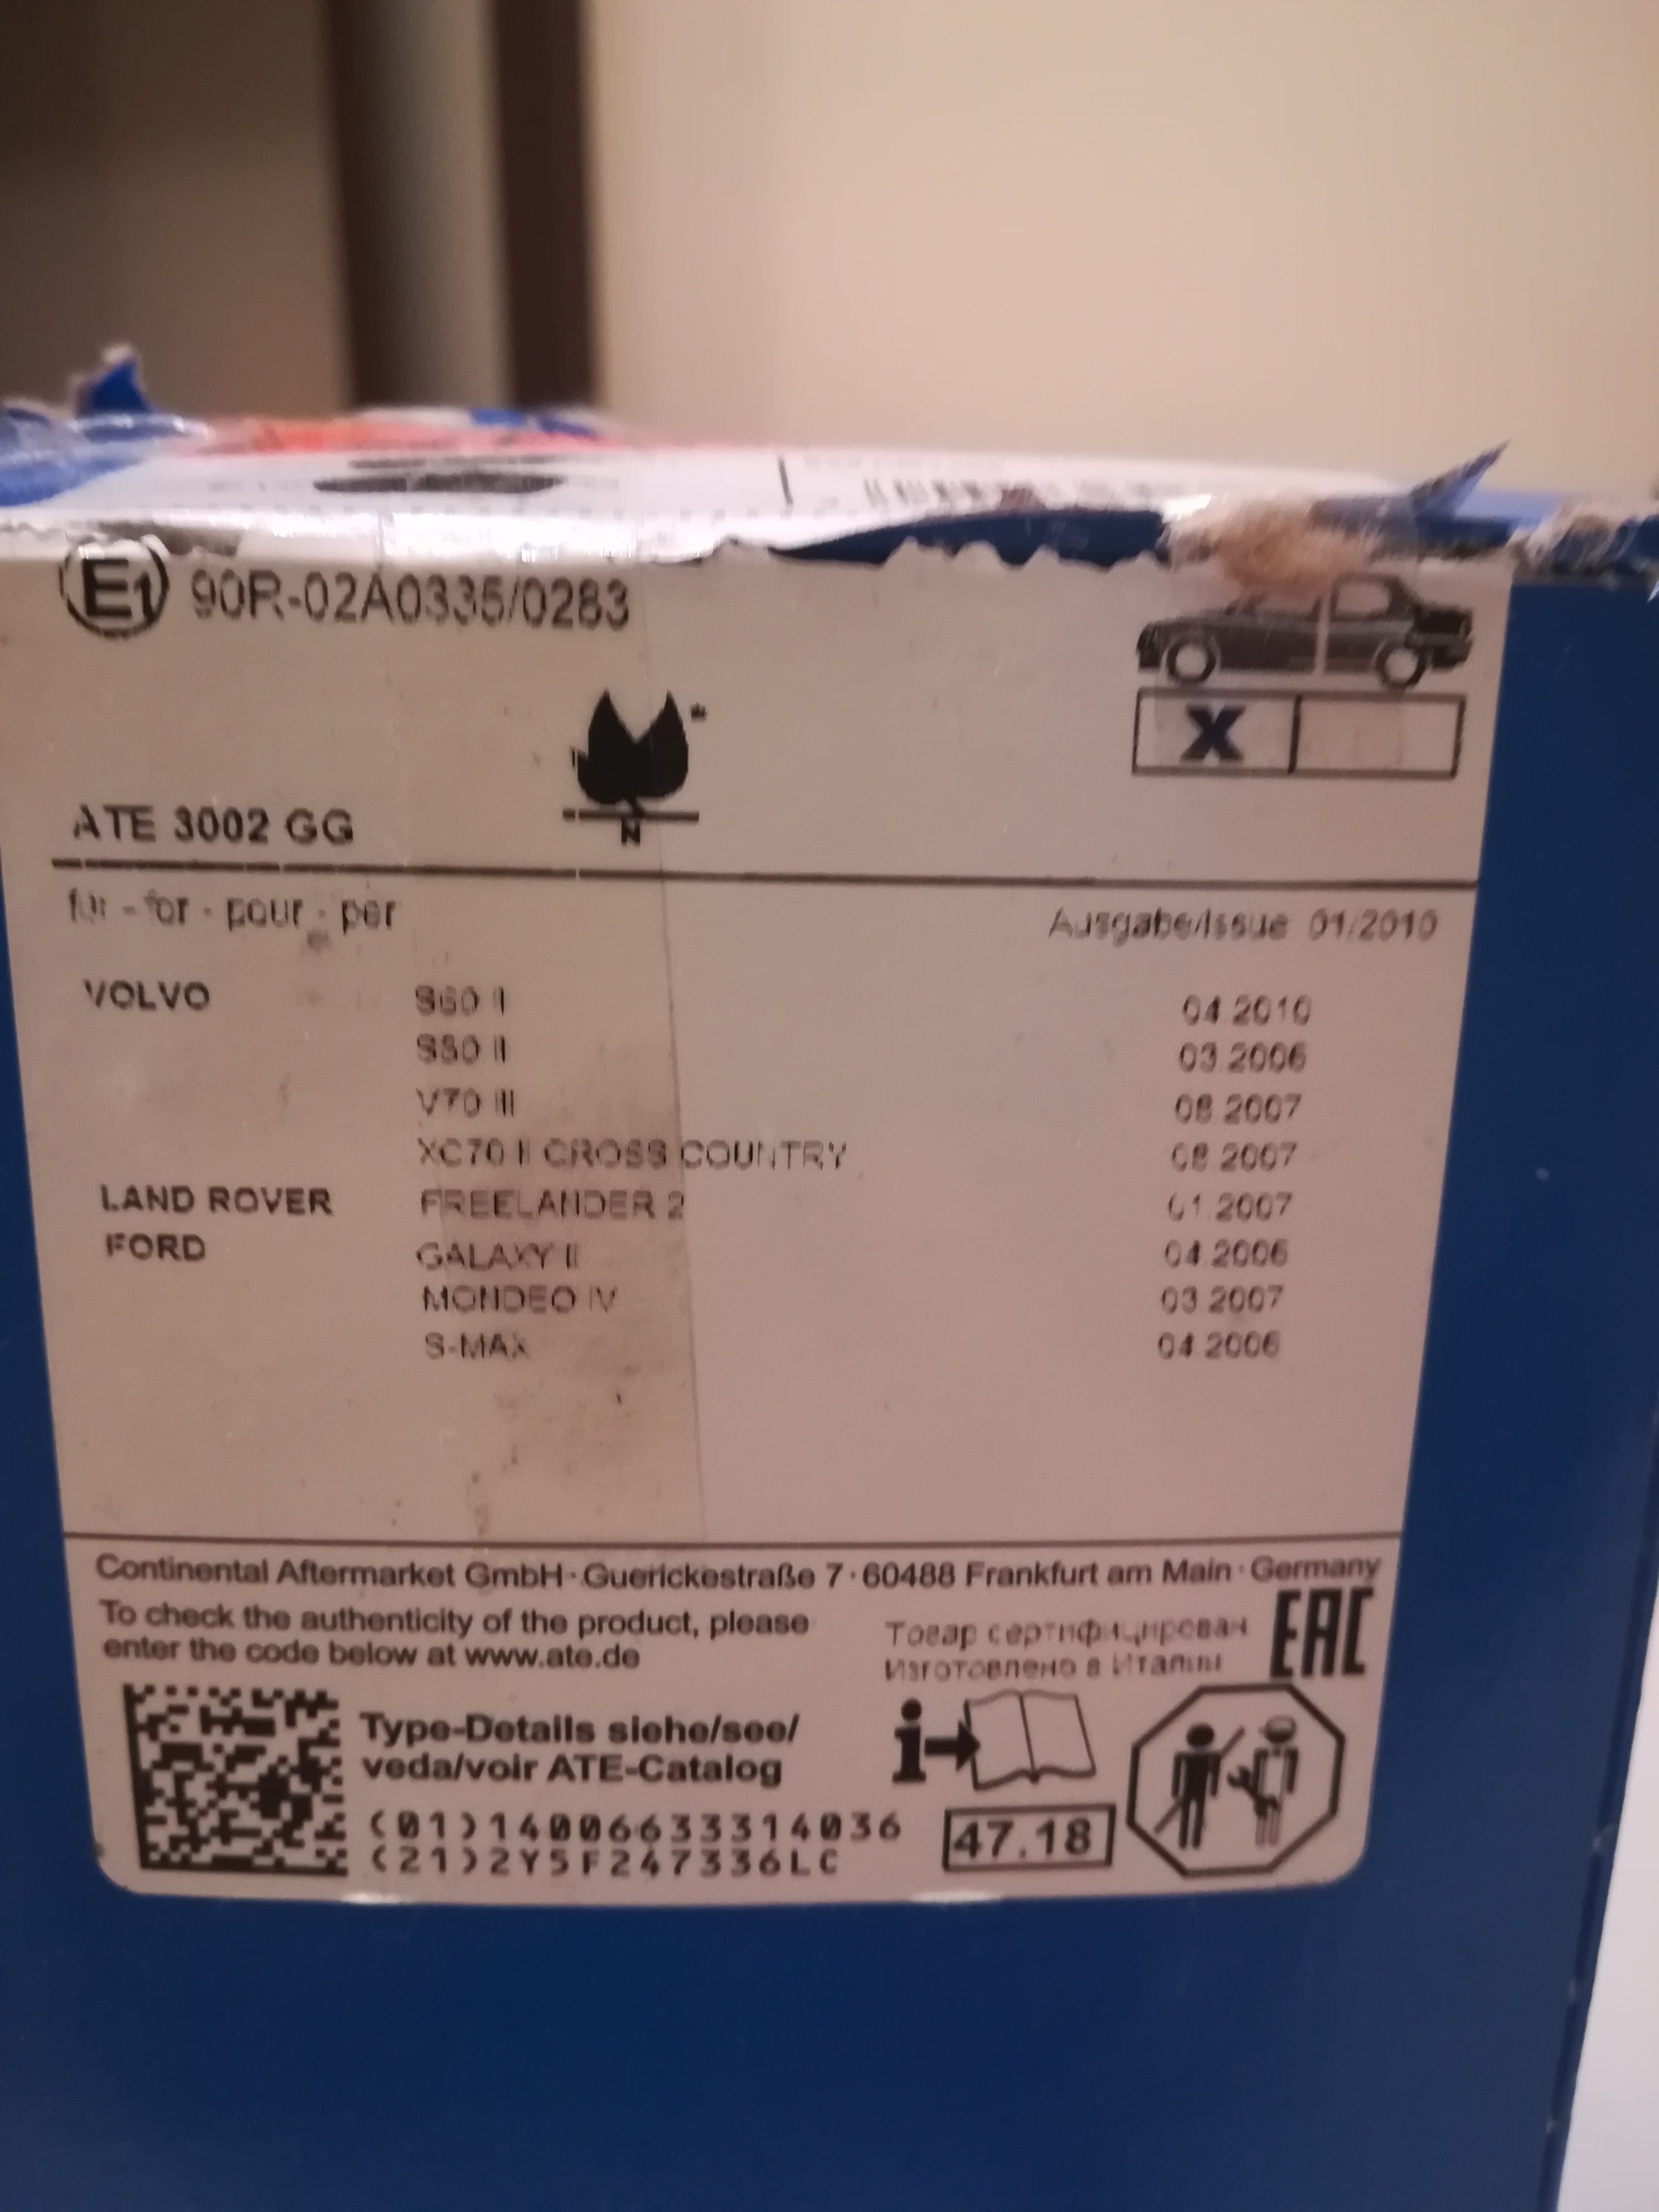 E1 90R-02A0335/0283
X
N
ATE 3002 GG
für - for - pour - per
Ausgabe/Issue 01/2010
VOLVO S60 II 04.2010
S80 II 03.2006
V70 III 08.2007
XC70 II CROSS COUNTRY 08.2007
LAND ROVER FREELANDER 2 01.2007
FORD GALAXY II 04.2006
MONDEO IV 03.2007
S-MAX 04.2006
Continental Aftermarket GmbH · Guerickestraße 7 · 60488 Frankfurt am Main · Germany
To check the authenticity of the product, please
enter the code below at www.ate.de
Товар сертифицирован
Изготовлено в Италии
EAC
Type-Details siehe/see/
veda/voir ATE-Catalog
(01)14006633314036
(21)2Y5F247336LC
47.18